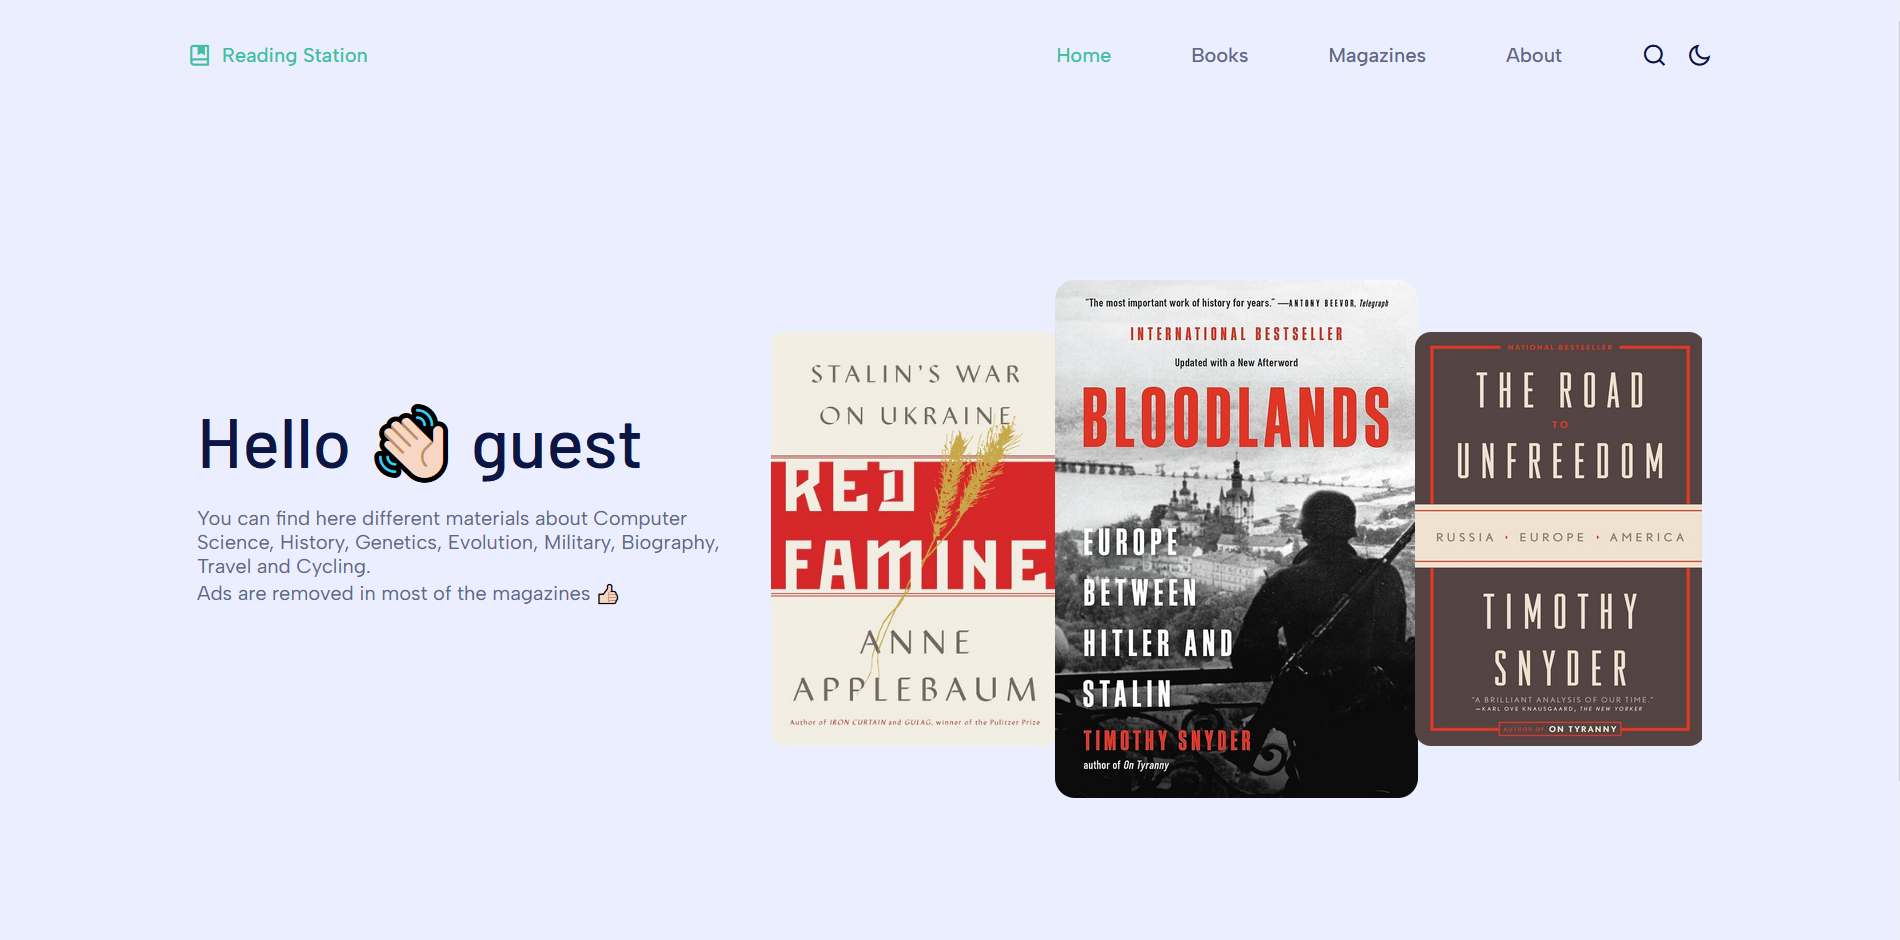 Reading Station
Home
Books
Magazines
About
Hello guest
You can find here different materials about Computer
Science, History, Genetics, Evolution, Military, Biography,
Travel and Cycling.
Ads are removed in most of the magazines
STALIN'S WAR
ON UKRAINE
RED
FAMINE
ANNE
APPLEBAUM
Author of IRON CURTAIN and GULAG, winner of the Pulitzer Prize
"The most important work of history for years." —ANTONY BEEVOR, Telegraph
INTERNATIONAL BESTSELLER
Updated with a New Afterword
BLOODLANDS
EUROPE
BETWEEN
HITLER AND
STALIN
TIMOTHY SNYDER
author of On Tyranny
NATIONAL BESTSELLER
THE ROAD
TO
UNFREEDOM
RUSSIA • EUROPE • AMERICA
TIMOTHY
SNYDER
"A BRILLIANT ANALYSIS OF OUR TIME."
—KARL OVE KNAUSGAARD, THE NEW YORKER
AUTHOR OF ON TYRANNY